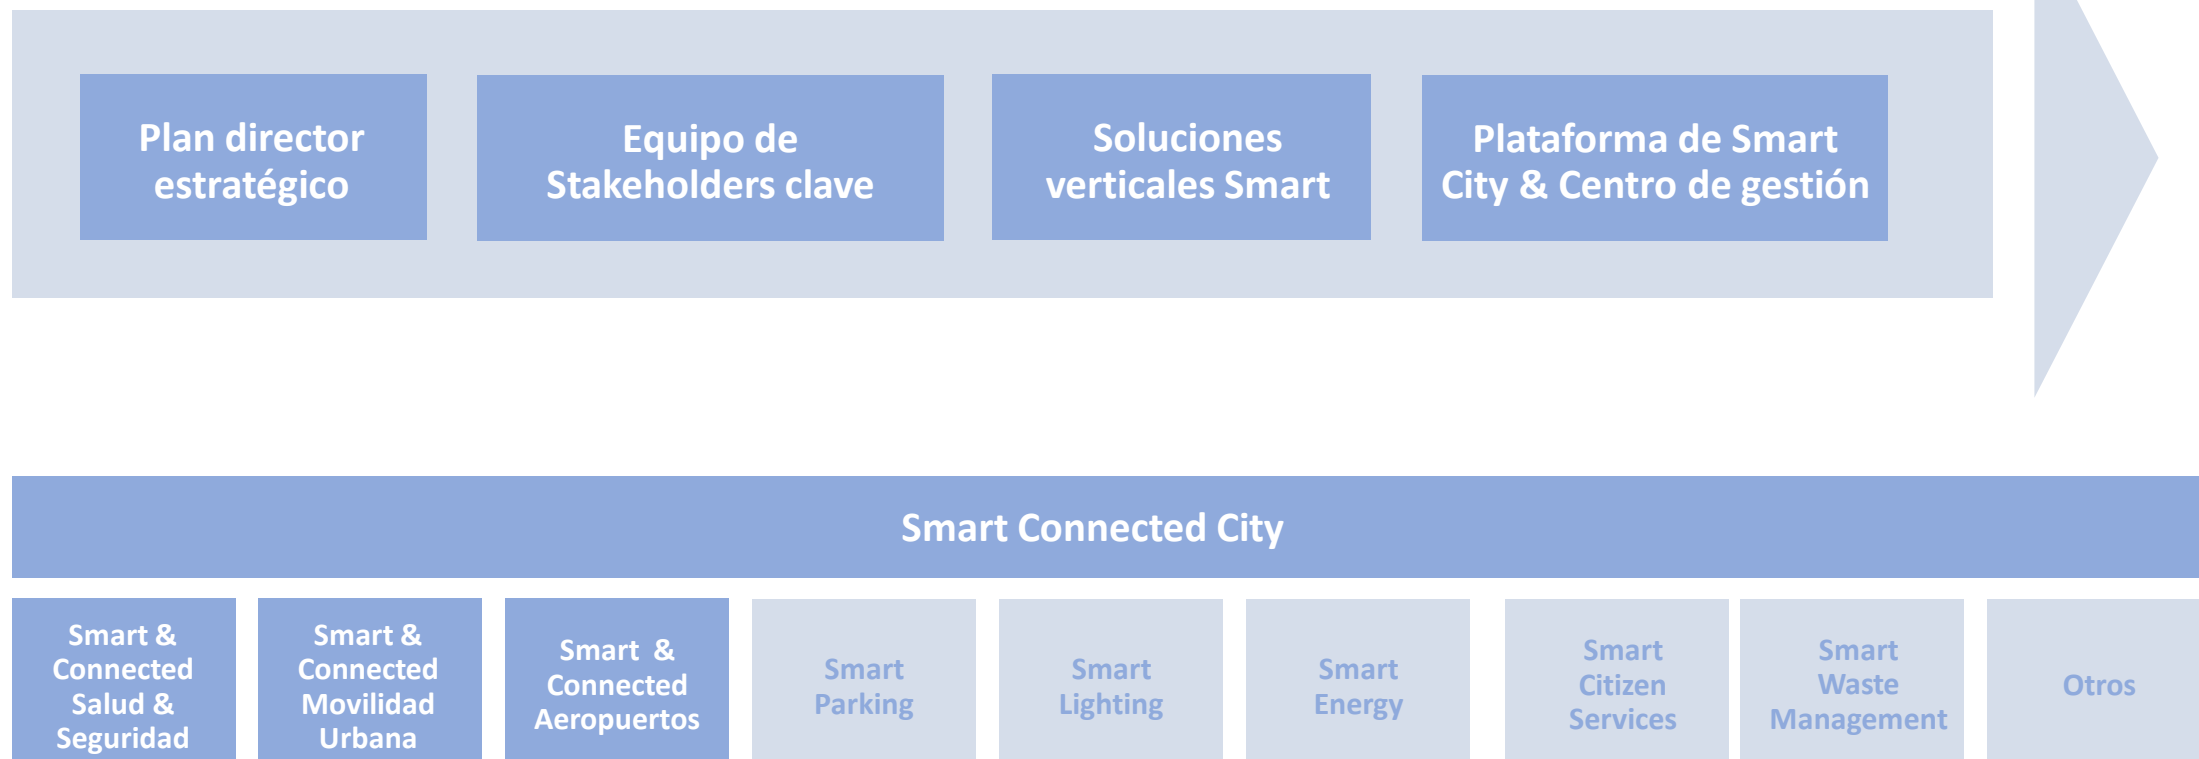 Plan director
estratégico
Equipo de
Stakeholders clave
Soluciones
verticales Smart
Plataforma de Smart
City & Centro de gestión
Smart Connected City
Smart &
Connected
Salud &
Seguridad
Smart &
Connected
Movilidad
Urbana
Smart &
Connected
Aeropuertos
Smart
Parking
Smart
Lighting
Smart
Energy
Smart
Citizen
Services
Smart
Waste
Management
Otros